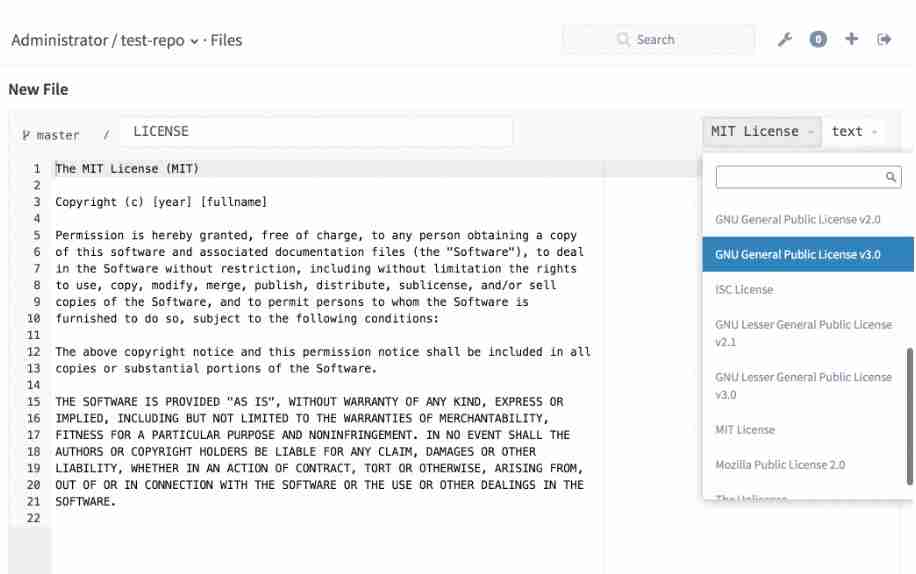 Administrator / test-repo · Files
Search
0
New File
master / LICENSE
MIT License
text
1 The MIT License (MIT)
2
3 Copyright (c) [year] [fullname]
4
5 Permission is hereby granted, free of charge, to any person obtaining a copy
6 of this software and associated documentation files (the "Software"), to deal
7 in the Software without restriction, including without limitation the rights
8 to use, copy, modify, merge, publish, distribute, sublicense, and/or sell
9 copies of the Software, and to permit persons to whom the Software is
10 furnished to do so, subject to the following conditions:
11
12 The above copyright notice and this permission notice shall be included in all
13 copies or substantial portions of the Software.
14
15 THE SOFTWARE IS PROVIDED "AS IS", WITHOUT WARRANTY OF ANY KIND, EXPRESS OR
16 IMPLIED, INCLUDING BUT NOT LIMITED TO THE WARRANTIES OF MERCHANTABILITY,
17 FITNESS FOR A PARTICULAR PURPOSE AND NONINFRINGEMENT. IN NO EVENT SHALL THE
18 AUTHORS OR COPYRIGHT HOLDERS BE LIABLE FOR ANY CLAIM, DAMAGES OR OTHER
19 LIABILITY, WHETHER IN AN ACTION OF CONTRACT, TORT OR OTHERWISE, ARISING FROM,
20 OUT OF OR IN CONNECTION WITH THE SOFTWARE OR THE USE OR OTHER DEALINGS IN THE
21 SOFTWARE.
22
GNU General Public License v2.0
GNU General Public License v3.0
ISC License
GNU Lesser General Public License
v2.1
GNU Lesser General Public License
v3.0
MIT License
Mozilla Public License 2.0
The Unlicense